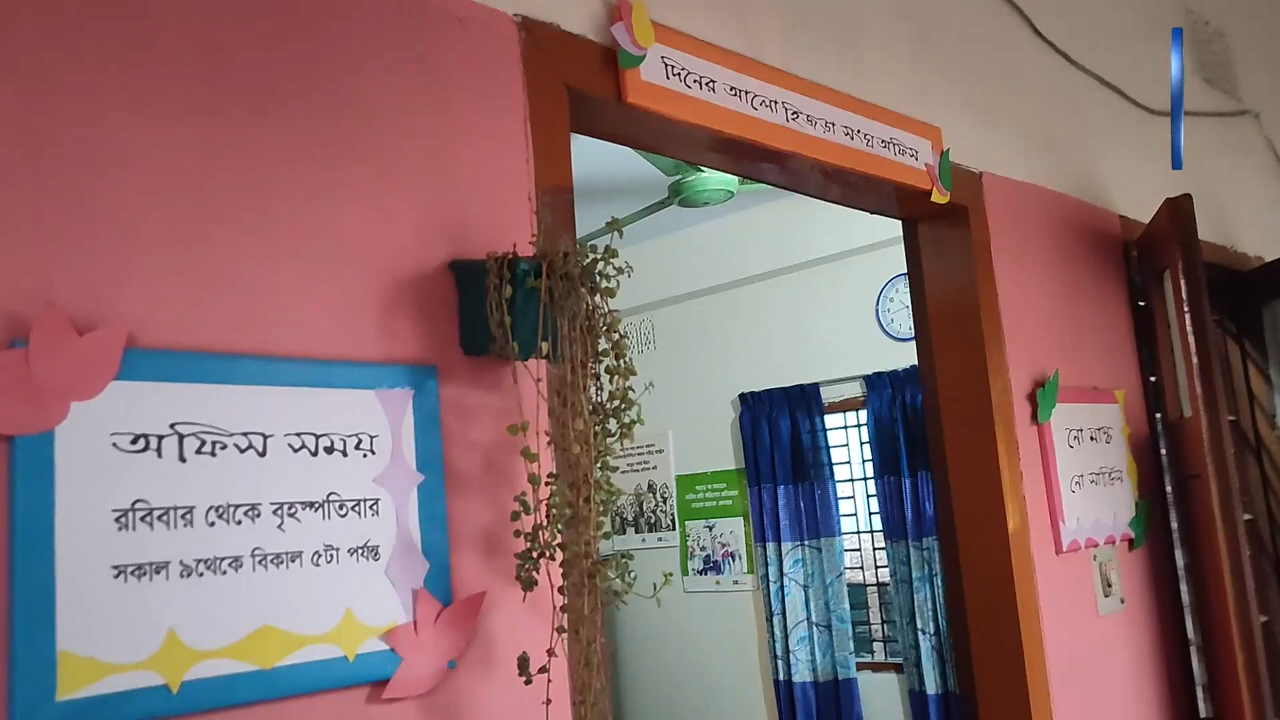 দিনের আলো হিজড়া সংঘ অফিস
অফিস সময়
রবিবার থেকে বৃহস্পতিবার
সকাল ৯থেকে বিকাল ৫টা পর্যন্ত
নো মাস্ক
নো সার্ভিস